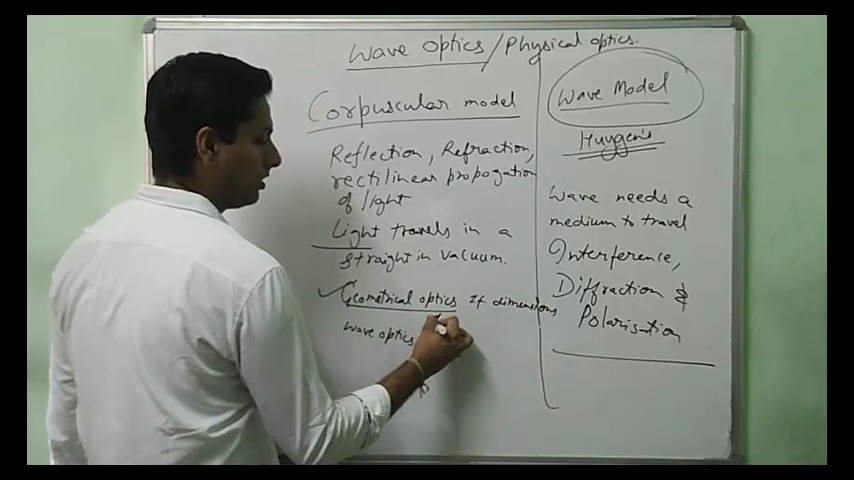 Wave Optics/Physical optics.
Corpuscular model
Reflection, Refraction,
rectilinear propogation
of light
Light travels in a
straight in vacuum.
Geometrical optics If dimensions
Wave optics
Wave Model
Huygen's
Wave needs a
medium to travel
Interference,
Diffraction &
Polarisation